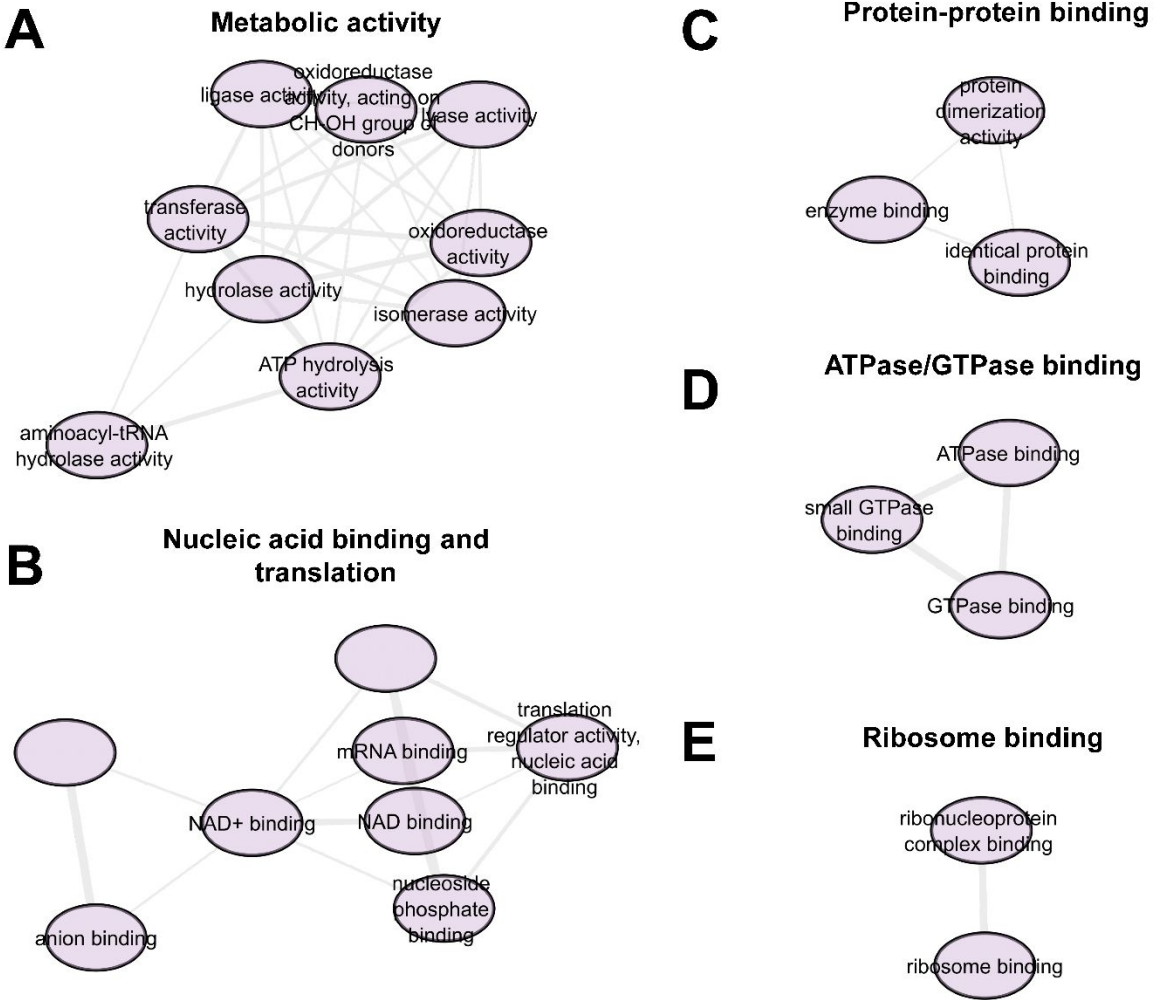 A
Metabolic activity
ligase activity
oxidoreductase
activity, acting on
CH-OH group of
donors
lyase activity
transferase
activity
oxidoreductase
activity
hydrolase activity
isomerase activity
ATP hydrolysis
activity
aminoacyl-tRNA
hydrolase activity
B
Nucleic acid binding and
translation
translation
regulator activity,
nucleic acid
binding
mRNA binding
NAD+ binding
NAD binding
nucleoside
phosphate
binding
anion binding
C
Protein-protein binding
protein
dimerization
activity
enzyme binding
identical protein
binding
D
ATPase/GTPase binding
ATPase binding
small GTPase
binding
GTPase binding
E
Ribosome binding
ribonucleoprotein
complex binding
ribosome binding